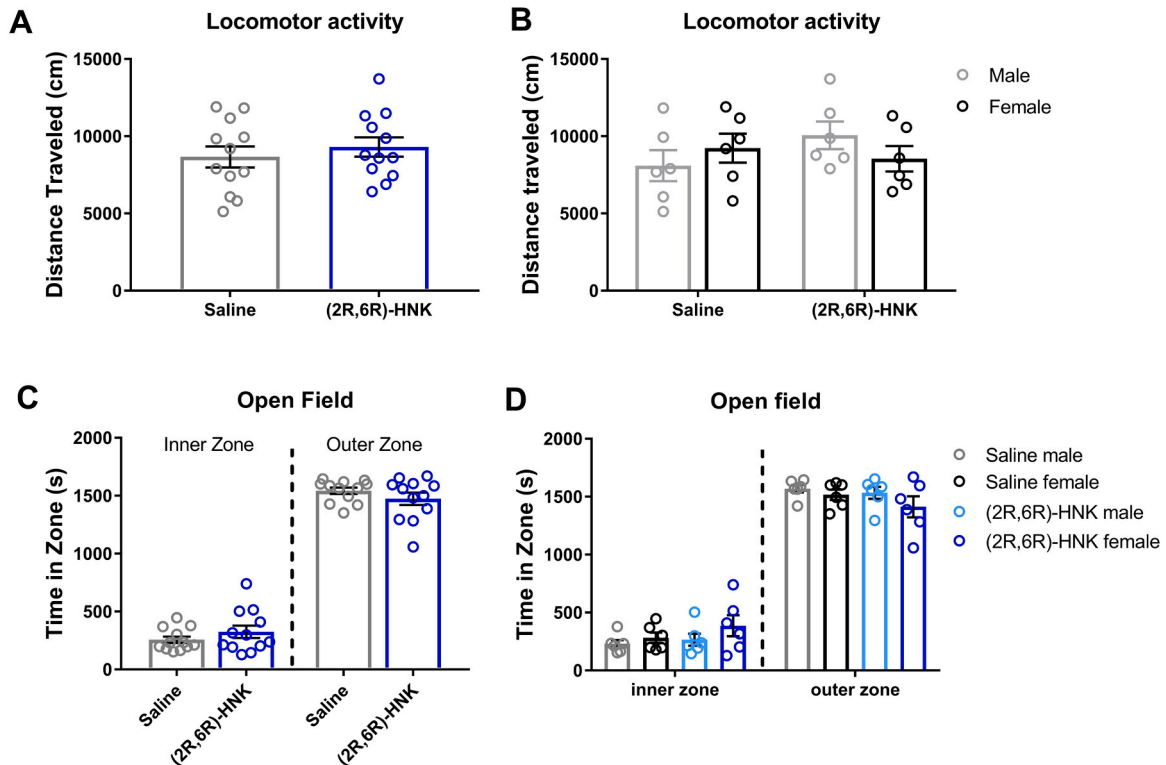 A
Locomotor activity
Distance Traveled (cm)
15000
10000
5000
0
Saline
(2R,6R)-HNK
B
Locomotor activity
Distance traveled (cm)
15000
10000
5000
0
Saline
(2R,6R)-HNK
Male
Female
C
Open Field
Time in Zone (s)
2000
1500
1000
500
0
Inner Zone
Outer Zone
Saline
(2R,6R)-HNK
Saline
(2R,6R)-HNK
D
Open field
Time in Zone (s)
2000
1500
1000
500
0
inner zone
outer zone
Saline male
Saline female
(2R,6R)-HNK male
(2R,6R)-HNK female